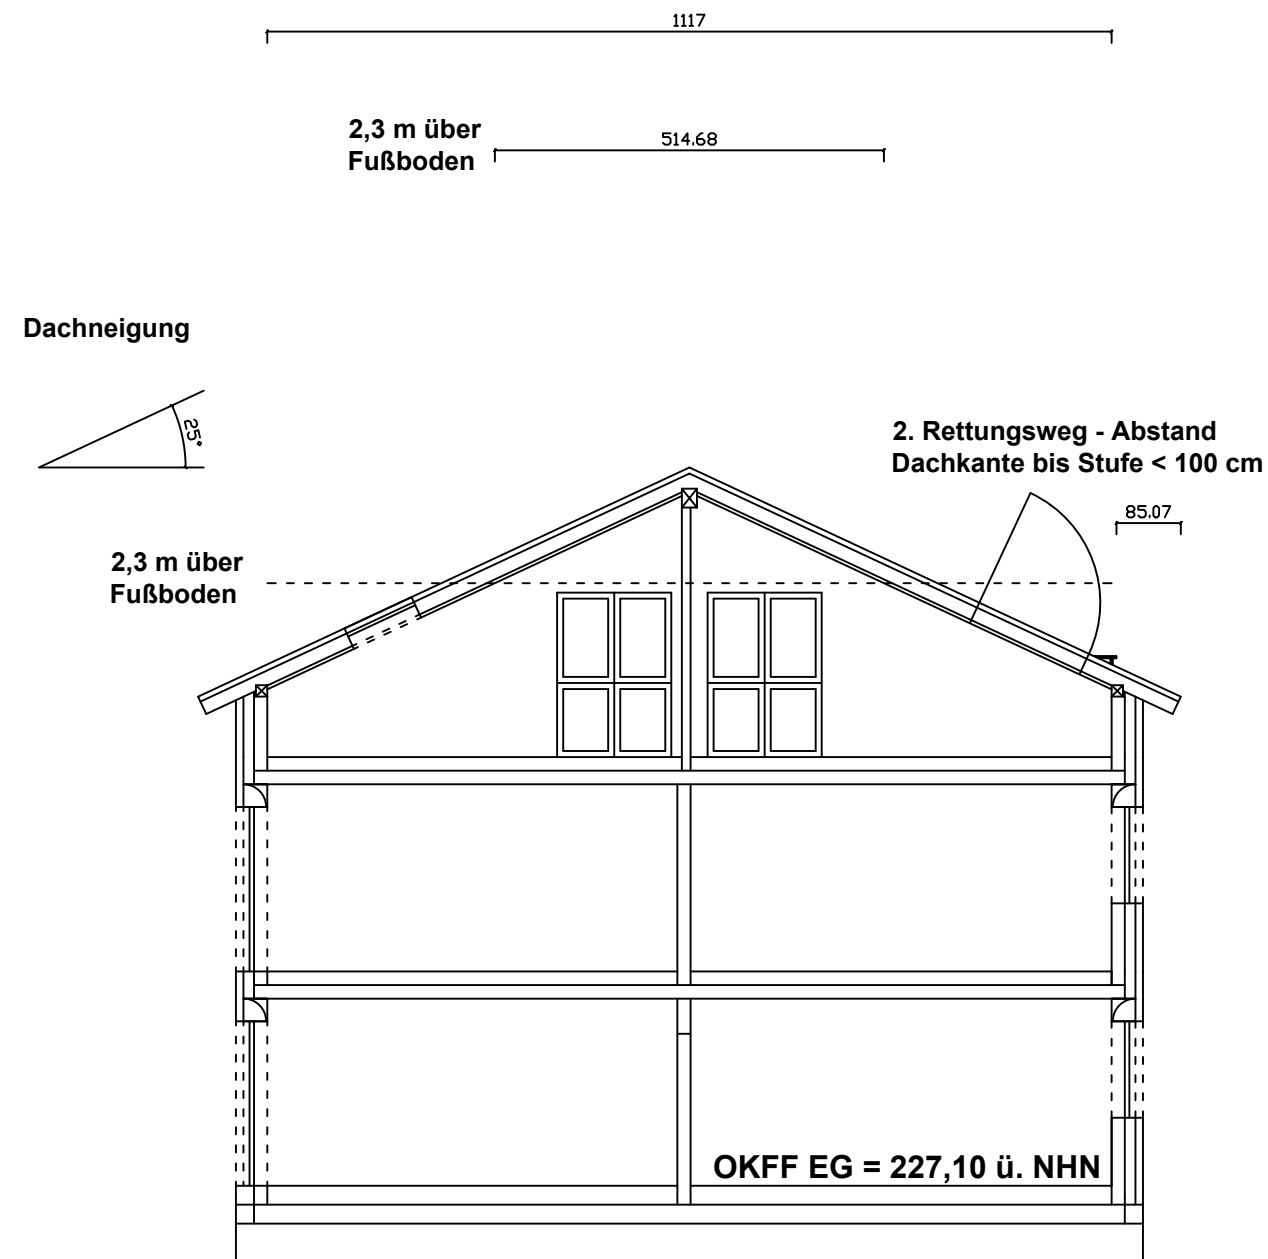 1117
2,3 m über
Fußboden
514.68
Dachneigung
25°
2. Rettungsweg - Abstand
Dachkante bis Stufe < 100 cm
85.07
2,3 m über
Fußboden
OKFF EG = 227,10 ü. NHN